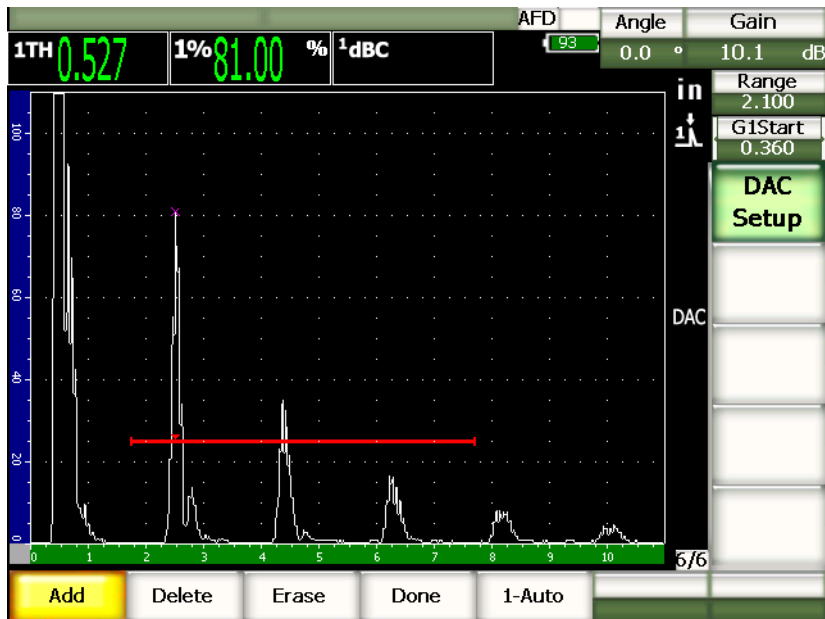 AFD
Angle
Gain
1TH 0.527
1% 81.00 %
1dBC
93
0.0 °
10.1 dB
in
Range
2.100
1
G1Start
0.360
DAC
Setup
DAC
100
80
60
40
20
0
0 1 2 3 4 5 6 7 8 9 10
6/6
Add Delete Erase Done 1-Auto